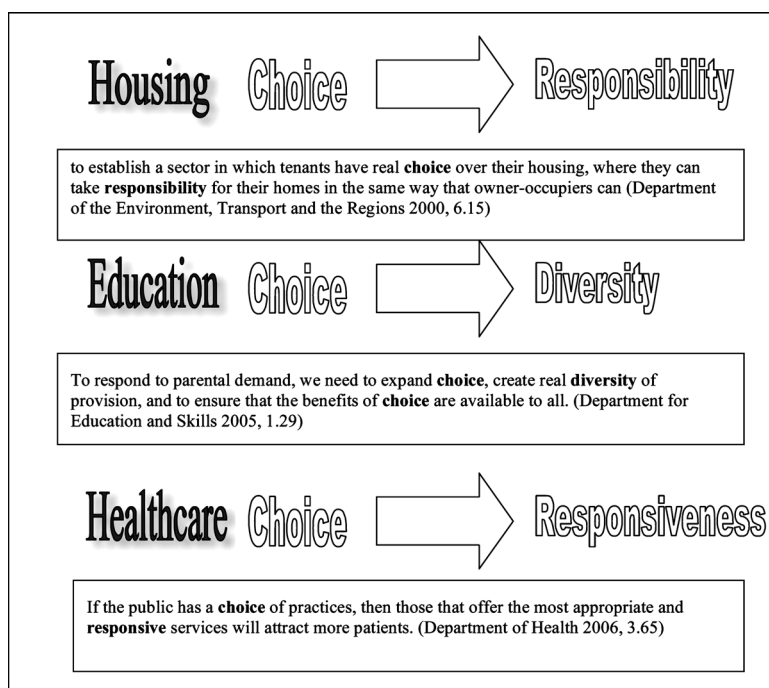 Housing Choice Responsibility
to establish a sector in which tenants have real choice over their housing, where they can
take responsibility for their homes in the same way that owner-occupiers can (Department
of the Environment, Transport and the Regions 2000, 6.15)
Education Choice Diversity
To respond to parental demand, we need to expand choice, create real diversity of
provision, and to ensure that the benefits of choice are available to all. (Department for
Education and Skills 2005, 1.29)
Healthcare Choice Responsiveness
If the public has a choice of practices, then those that offer the most appropriate and
responsive services will attract more patients. (Department of Health 2006, 3.65)